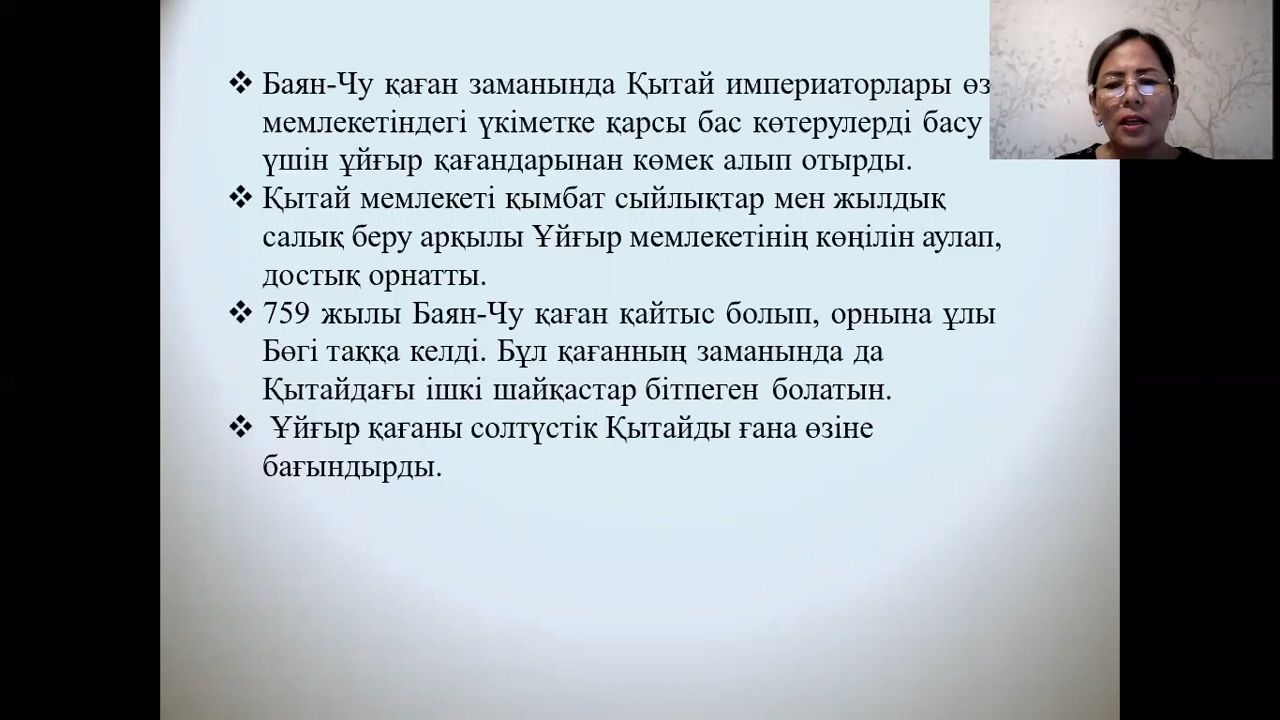 ❖ Баян-Чу қаған заманында Қытай империаторлары өз
мемлекетіндегі үкіметке қарсы бас көтерулерді басу
үшін ұйғыр қағандарынан көмек алып отырды.
❖ Қытай мемлекеті қымбат сыйлықтар мен жылдық
салық беру арқылы Ұйғыр мемлекетінің көңілін аулап,
достық орнатты.
❖ 759 жылы Баян-Чу қаған қайтыс болып, орнына ұлы
Бөгі таққа келді. Бұл қағанның заманында да
Қытайдағы ішкі шайқастар бітпеген болатын.
❖ Ұйғыр қағаны солтүстік Қытайды ғана өзіне
бағындырды.